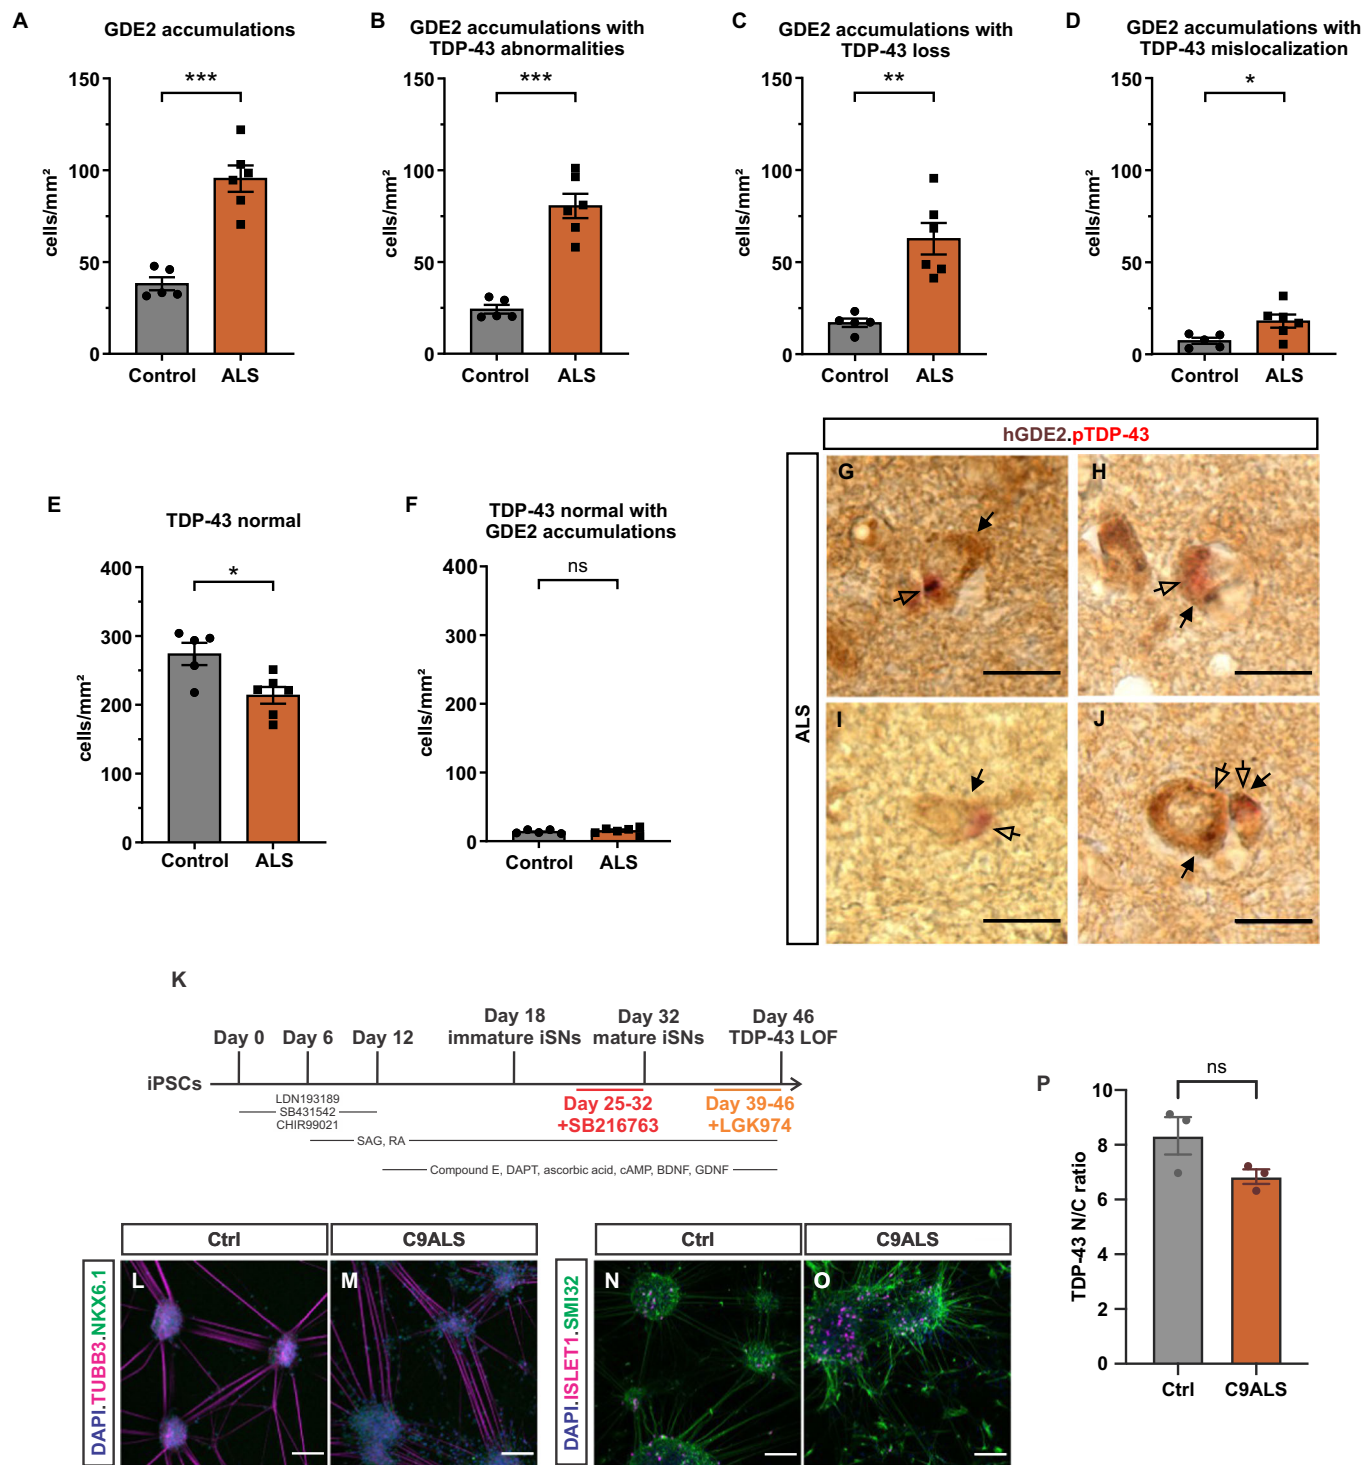 A
GDE2 accumulations
150
100
50
0
cells/mm²
***
Control
ALS
B
GDE2 accumulations with
TDP-43 abnormalities
150
100
50
0
cells/mm²
***
Control
ALS
C
GDE2 accumulations with
TDP-43 loss
150
100
50
0
cells/mm²
**
Control
ALS
D
GDE2 accumulations with
TDP-43 mislocalization
150
100
50
0
cells/mm²
*
Control
ALS
E
TDP-43 normal
400
300
200
100
0
cells/mm²
*
Control
ALS
F
TDP-43 normal with
GDE2 accumulations
400
300
200
100
0
cells/mm²
ns
Control
ALS
hGDE2.pTDP-43
ALS
G
H
I
J
K
iPSCs
Day 0
Day 6
Day 12
Day 18
immature iSNs
Day 32
mature iSNs
Day 46
TDP-43 LOF
LDN193189
SB431542
CHIR99021
Day 25-32
+SB216763
Day 39-46
+LGK974
SAG, RA
Compound E, DAPT, ascorbic acid, cAMP, BDNF, GDNF
Ctrl
C9ALS
DAPI.TUBB3.NKX6.1
L
M
Ctrl
C9ALS
DAPI.ISLET1.SMI32
N
O
P
10
8
6
4
2
0
TDP-43 N/C ratio
ns
Ctrl
C9ALS